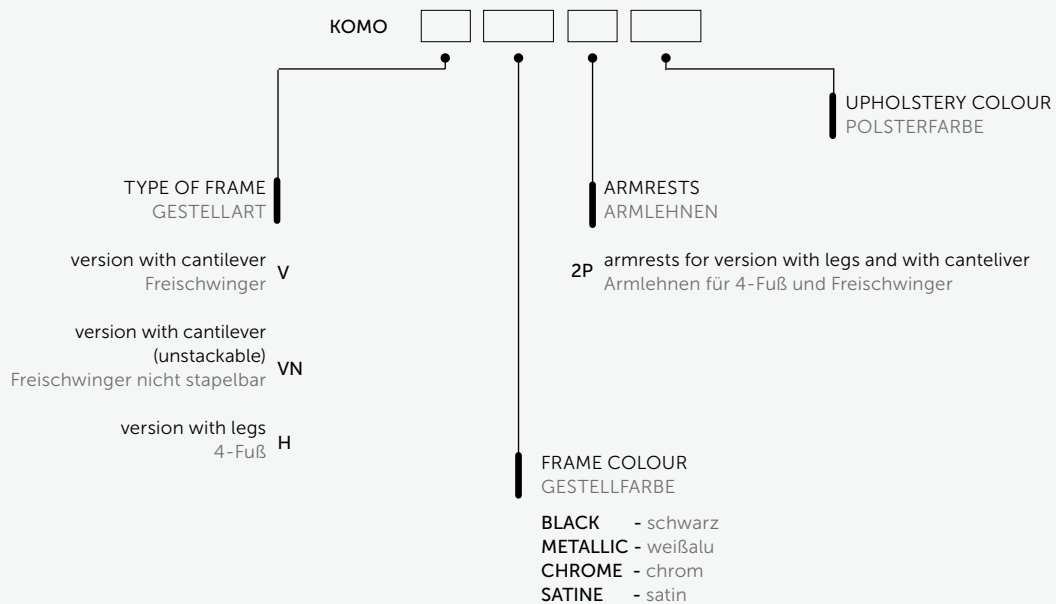 KOMO
UPHOLSTERY COLOUR
POLSTERFARBE
TYPE OF FRAME
GESTELLART
version with cantilever
Freischwinger
V
version with cantilever
(unstackable)
Freischwinger nicht stapelbar
VN
version with legs
4-Fuß
H
ARMRESTS
ARMLEHNEN
2P
armrests for version with legs and with canteliver
Armlehnen für 4-Fuß und Freischwinger
FRAME COLOUR
GESTELLFARBE
BLACK - schwarz
METALLIC - weißalu
CHROME - chrom
SATINE - satin